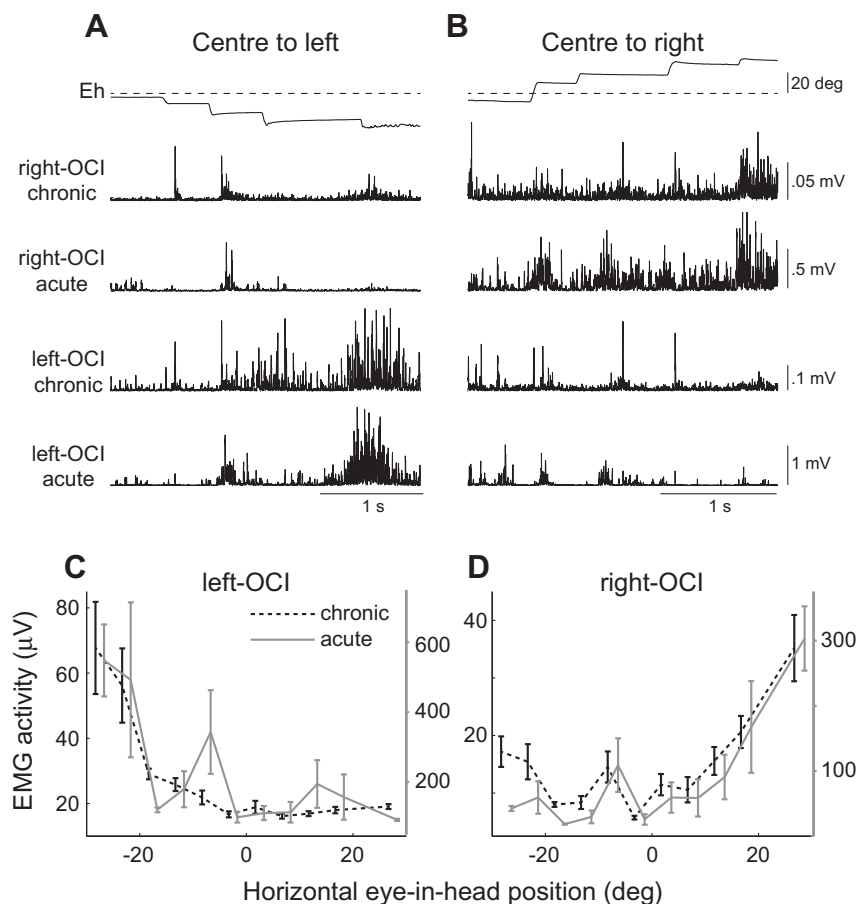 A
B
Centre to left
Centre to right
Eh
20 deg
right-OCI
chronic
.05 mV
right-OCI
acute
.5 mV
left-OCI
chronic
.1 mV
left-OCI
acute
1 mV
1 s
1 s
C
D
left-OCI
right-OCI
chronic
acute
EMG activity (μV)
80
60
40
20
600
400
200
40
20
300
100
-20
0
20
-20
0
20
Horizontal eye-in-head position (deg)